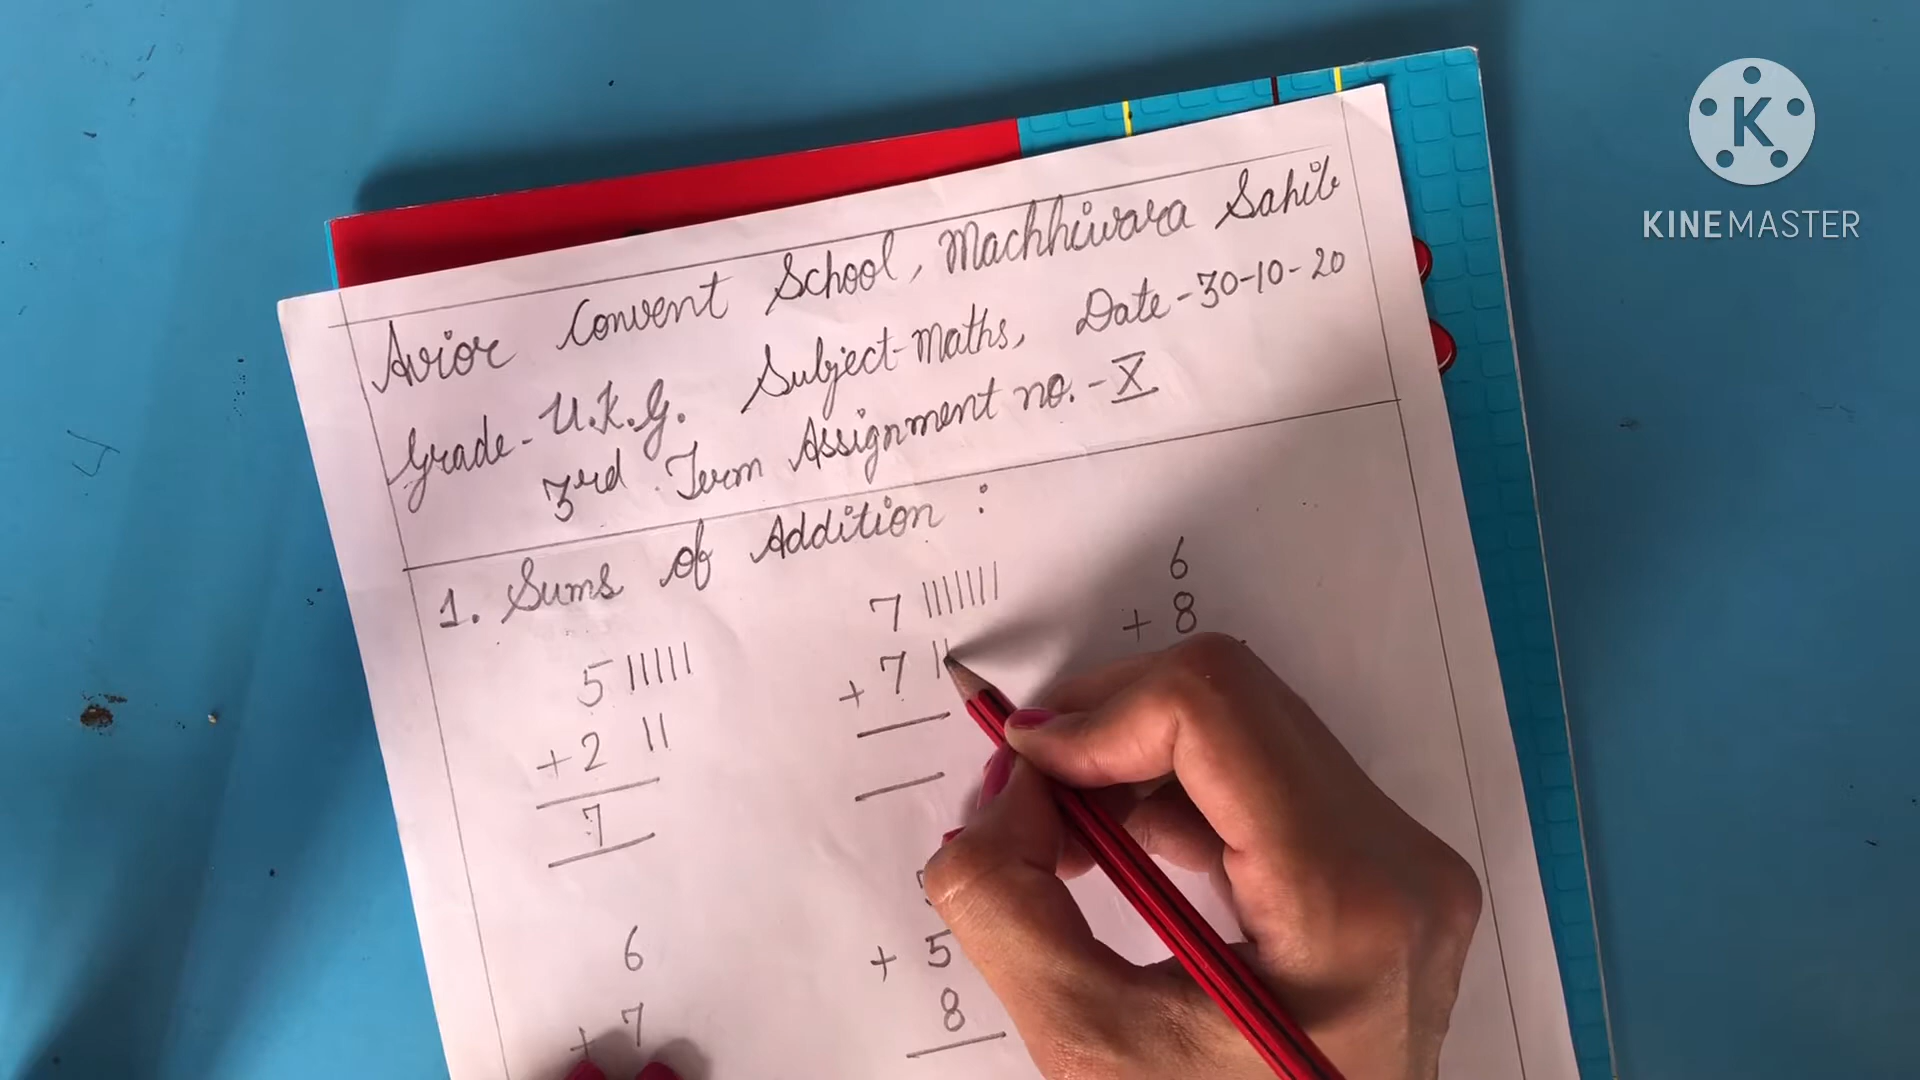 K
KINEMASTER
Avior Convent School, Machhiwara Sahib
Grade-U.K.G. Subject-Maths, Date-30-10-20
3rd Term Assignment no.-X
1. Sums of Addition :
5 |||||
+2 ||
7
7 |||||||
+ 7 ||
6
+ 8
6
+ 7
+ 5
8